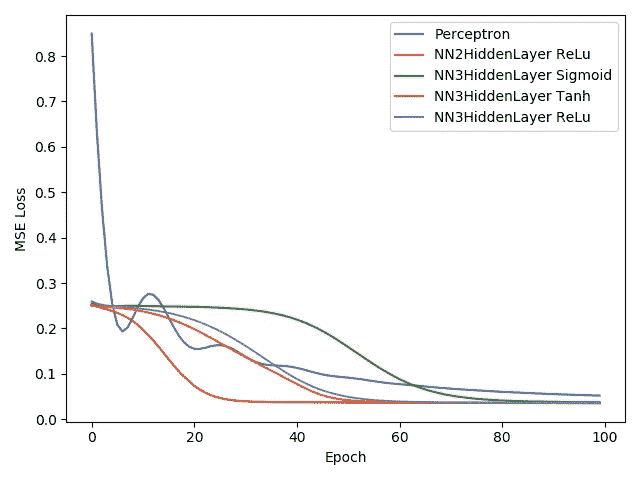 Perceptron
NN2HiddenLayer ReLu
NN3HiddenLayer Sigmoid
NN3HiddenLayer Tanh
NN3HiddenLayer ReLu
MSE Loss
0.8
0.7
0.6
0.5
0.4
0.3
0.2
0.1
0.0
0 20 40 60 80 100
Epoch